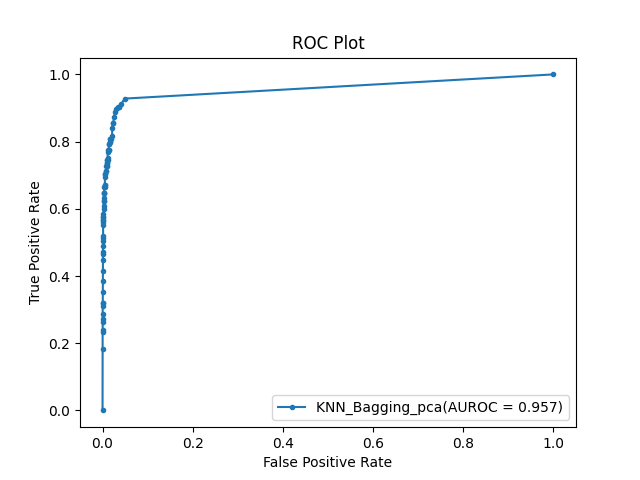 ROC Plot
1.0
0.8
0.6
0.4
0.2
0.0
True Positive Rate
KNN_Bagging_pca(AUROC = 0.957)
0.0 0.2 0.4 0.6 0.8 1.0
False Positive Rate